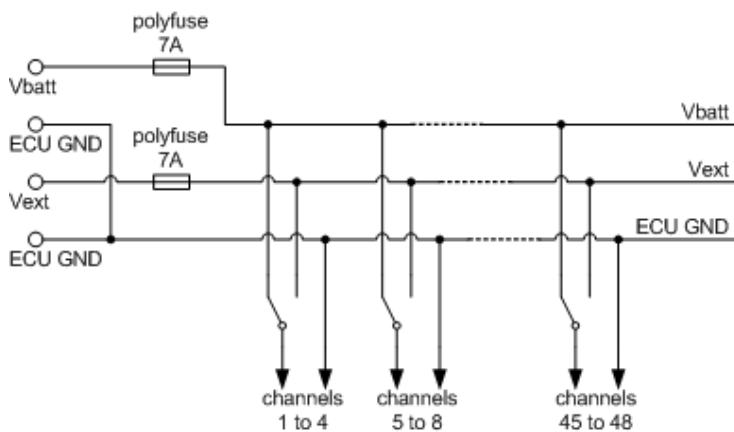 polyfuse
7A
Vbatt
Vbatt
ECU GND
polyfuse
7A
Vext
Vext
ECU GND
ECU GND
channels
1 to 4
channels
5 to 8
channels
45 to 48